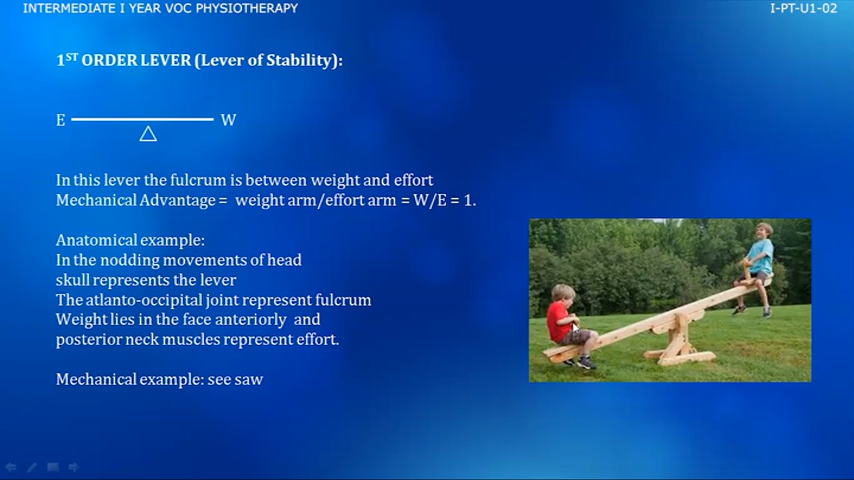 INTERMEDIATE I YEAR VOC PHYSIOTHERAPY
I-PT-U1-02
1ST ORDER LEVER (Lever of Stability):
E W
In this lever the fulcrum is between weight and effort
Mechanical Advantage = weight arm/effort arm = W/E = 1.
Anatomical example:
In the nodding movements of head
skull represents the lever
The atlanto-occipital joint represent fulcrum
Weight lies in the face anteriorly and
posterior neck muscles represent effort.
Mechanical example: see saw